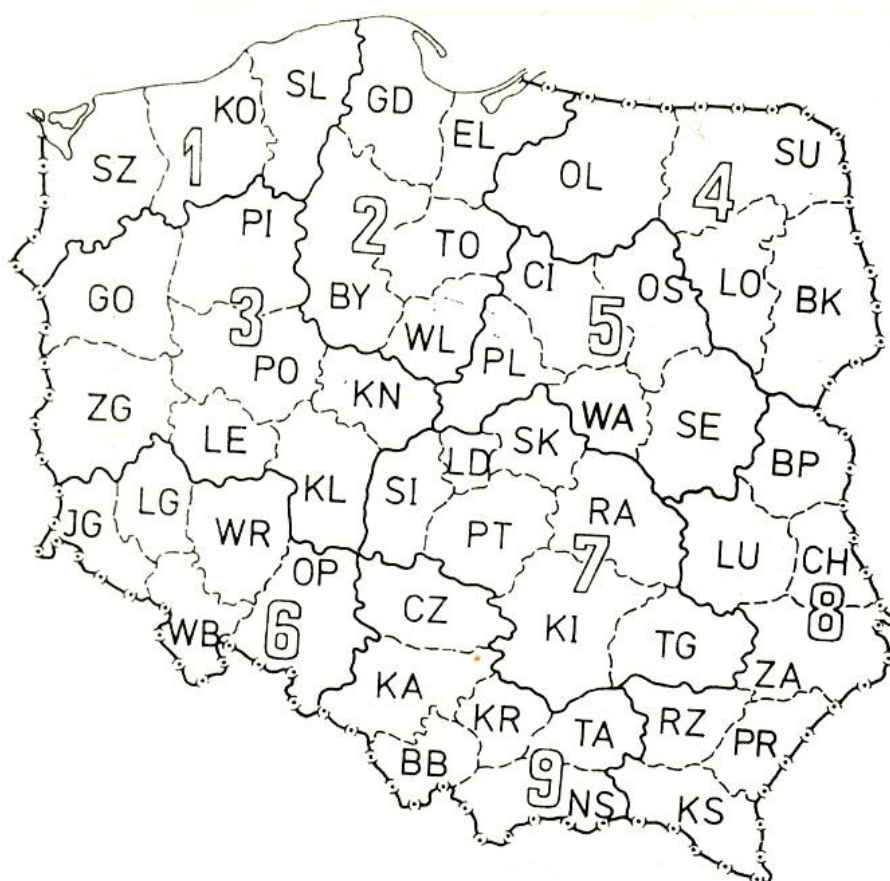 SL
GD
KO
EL
SU
SZ
1
OL
4
PI
2
TO
CI
OS
LO
BK
GO
BY
3
5
WL
PL
PO
KN
ZG
WA
SE
LE
SK
LD
BP
KL
SI
LG
JG
WR
RA
PT
LU
CH
OP
7
CZ
8
WB
6
KI
TG
ZA
KA
KR
TA
RZ
PR
BB
9
NS
KS